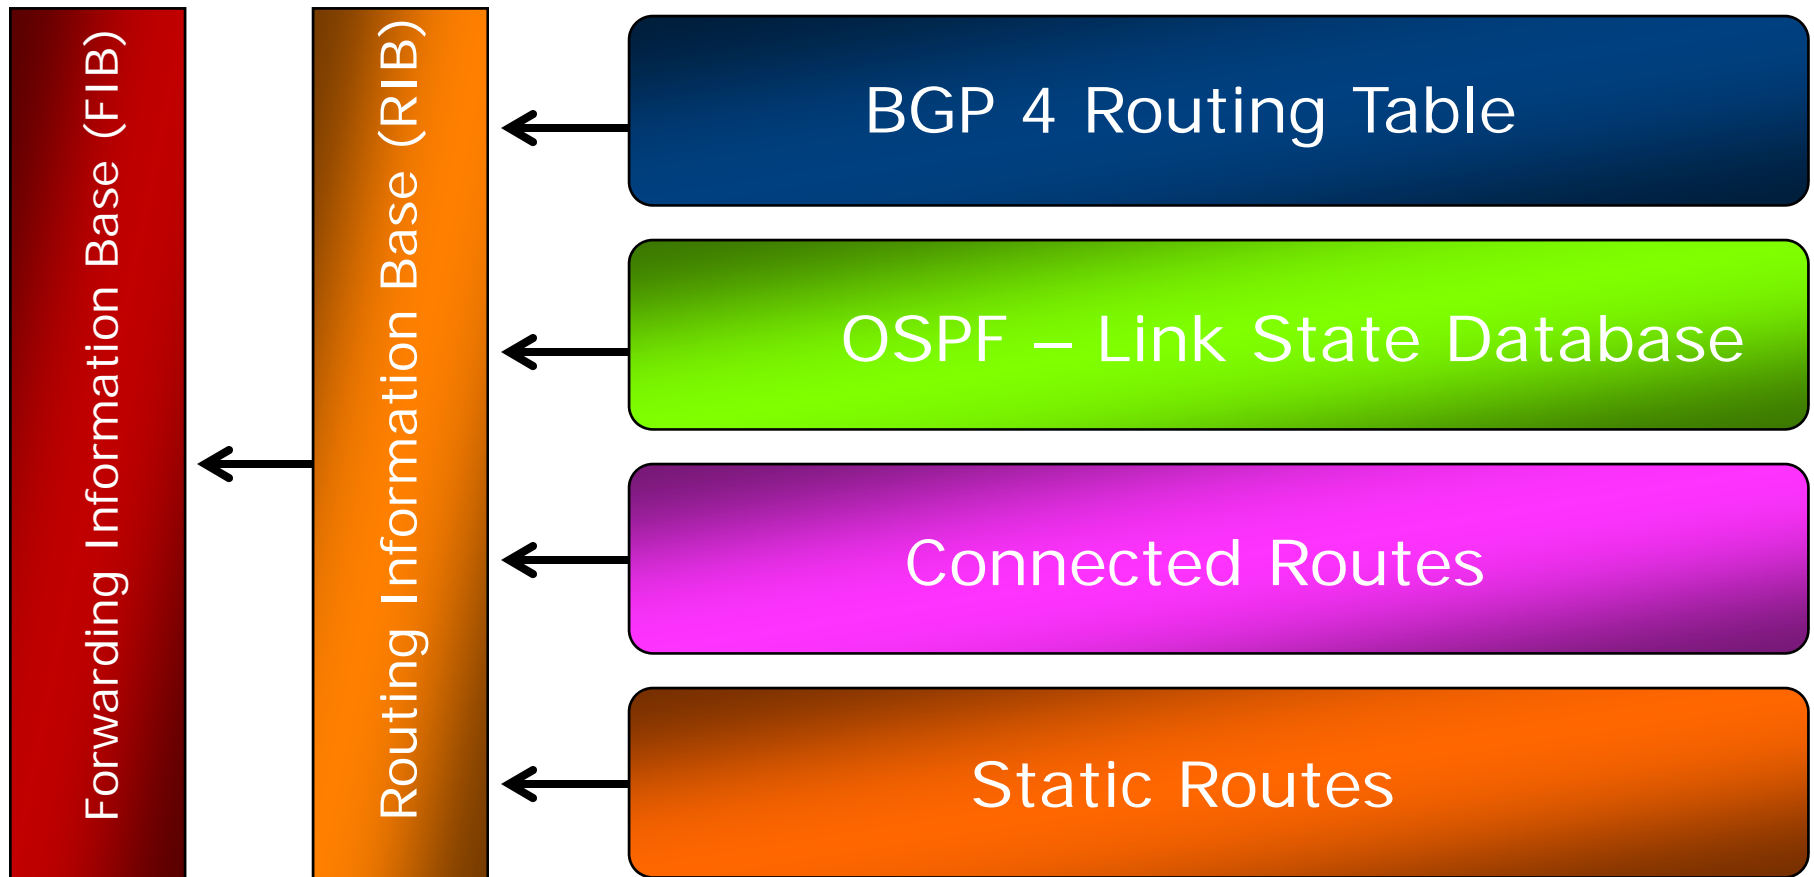 Forwarding Information Base (FIB)
Routing Information Base (RIB)
BGP 4 Routing Table
OSPF – Link State Database
Connected Routes
Static Routes